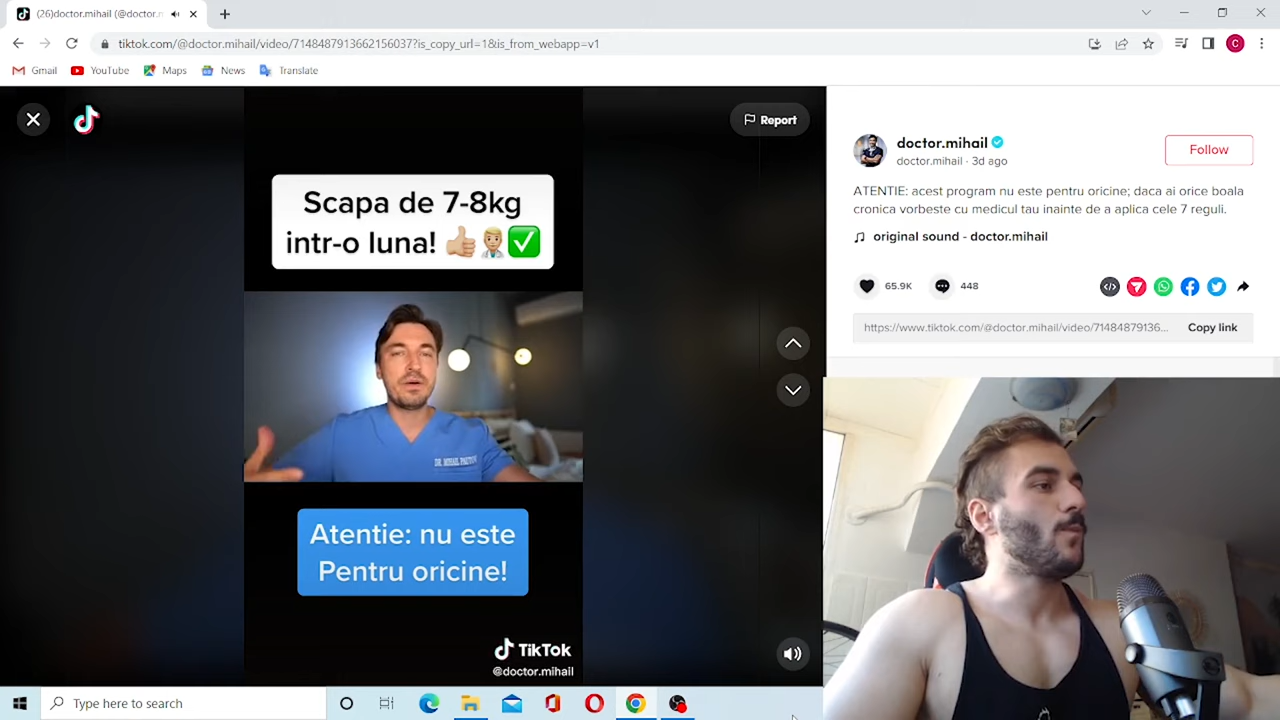 (26)doctor.mihail (@doctor.m
tiktok.com/@doctor.mihail/video/7148487913662156037?is_copy_url=1&is_from_webapp=v1
C
Gmail
YouTube
Maps
News
Translate
Report
Scapa de 7-8kg
intr-o luna! 👍🏼👨🏼‍⚕️✅
DR. MIHAIL
Atentie: nu este
Pentru oricine!
TikTok
@doctor.mihail
doctor.mihail
doctor.mihail · 3d ago
Follow
ATENTIE: acest program nu este pentru oricine; daca ai orice boala
cronica vorbeste cu medicul tau inainte de a aplica cele 7 reguli.
original sound - doctor.mihail
65.9K
448
https://www.tiktok.com/@doctor.mihail/video/71484879136...
Copy link
Type here to search